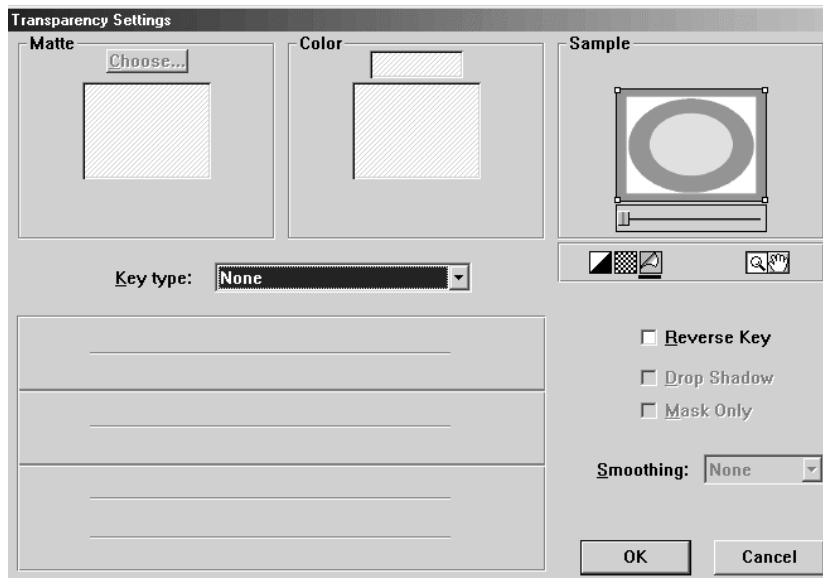 Transparency Settings
Matte
Choose...
Color
Sample
Key type: None
Reverse Key
Drop Shadow
Mask Only
Smoothing: None
OK Cancel